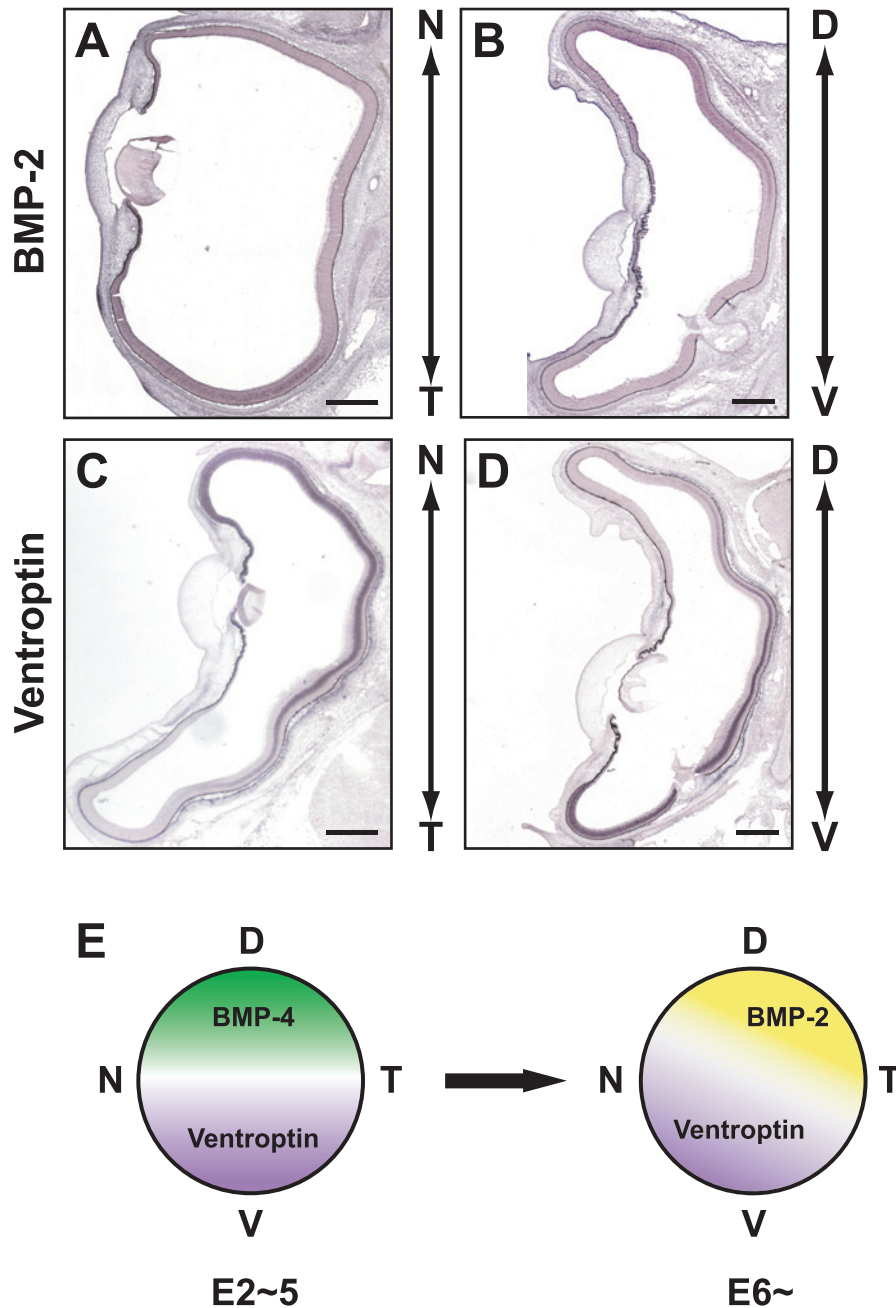 A
N
T
BMP-2
B
D
V
C
N
T
Ventroptin
D
D
V
E
D
BMP-4
N
T
Ventroptin
V
E2~5
D
BMP-2
N
T
Ventroptin
V
E6~